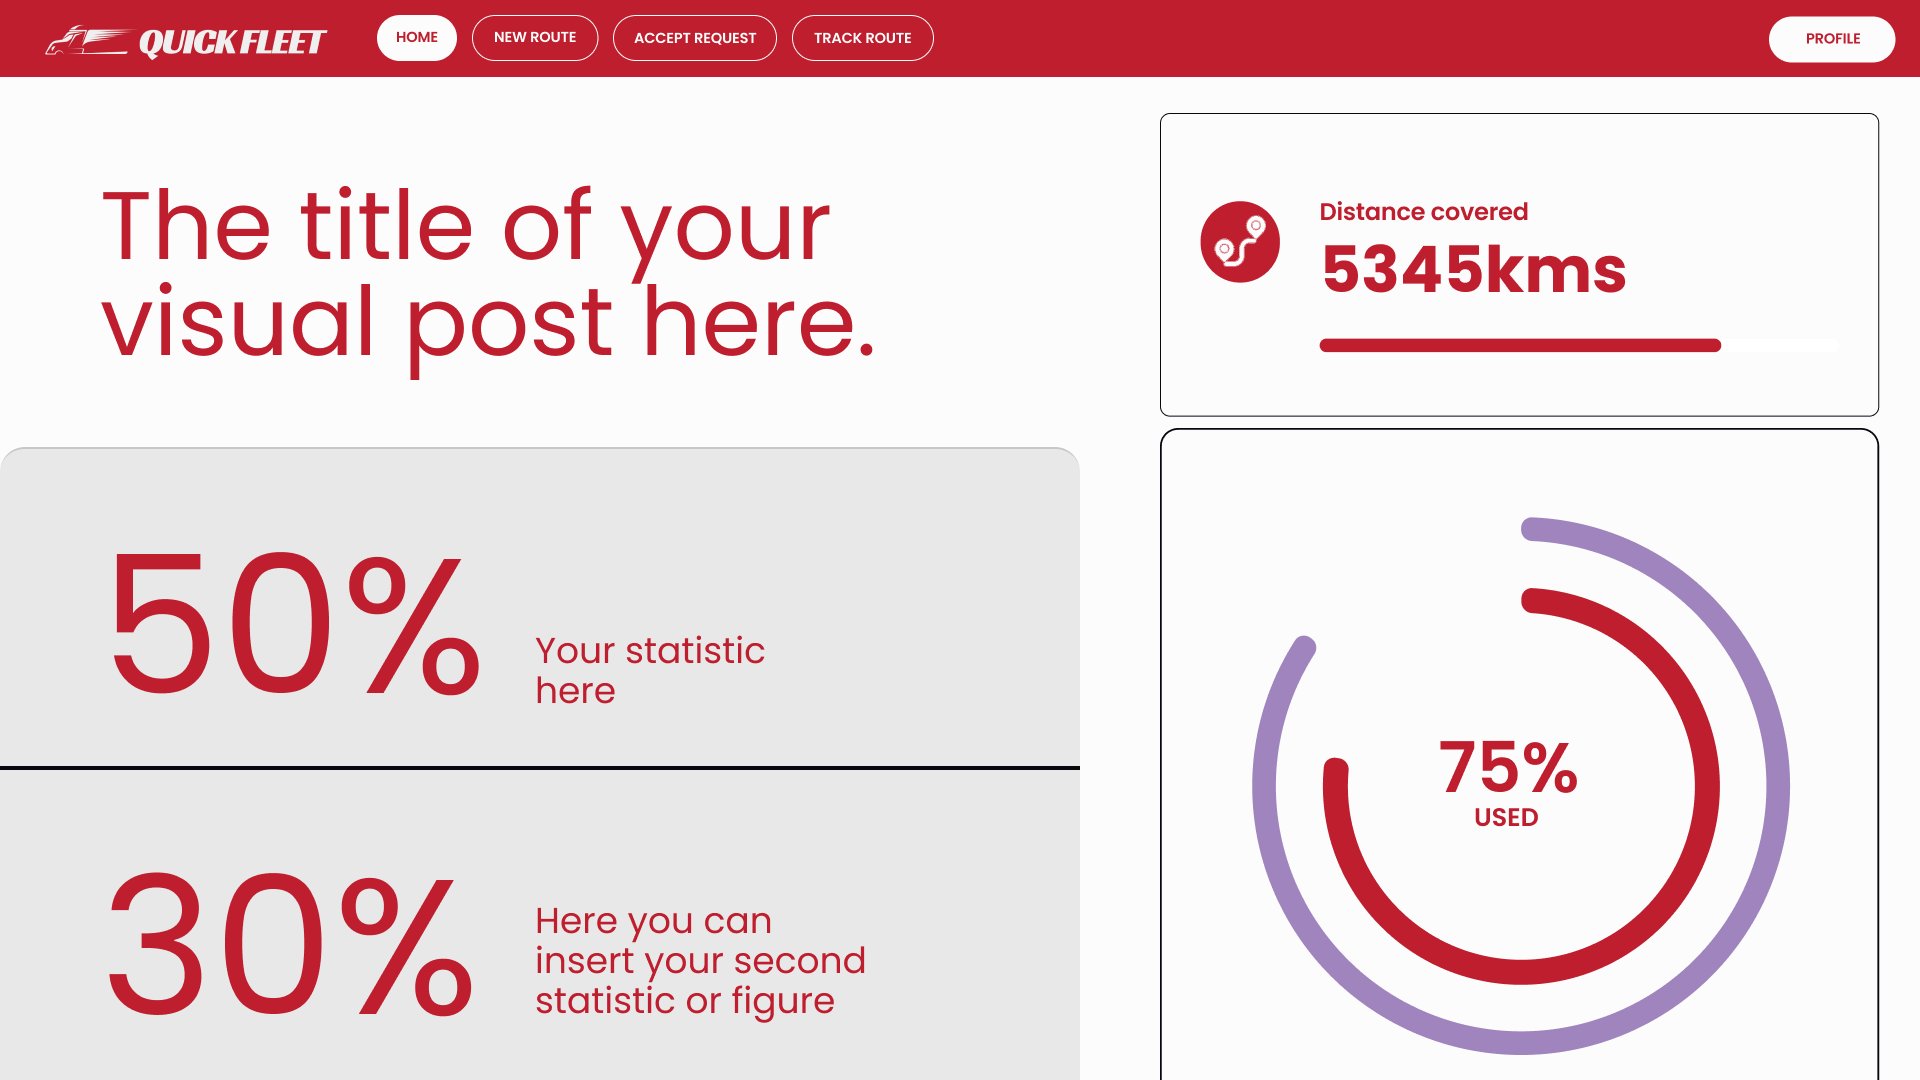 QUICK FLEET
HOME
NEW ROUTE
ACCEPT REQUEST
TRACK ROUTE
PROFILE
The title of your
visual post here.
Distance covered
5345kms
50%
Your statistic
here
30%
Here you can
insert your second
statistic or figure
75%
USED